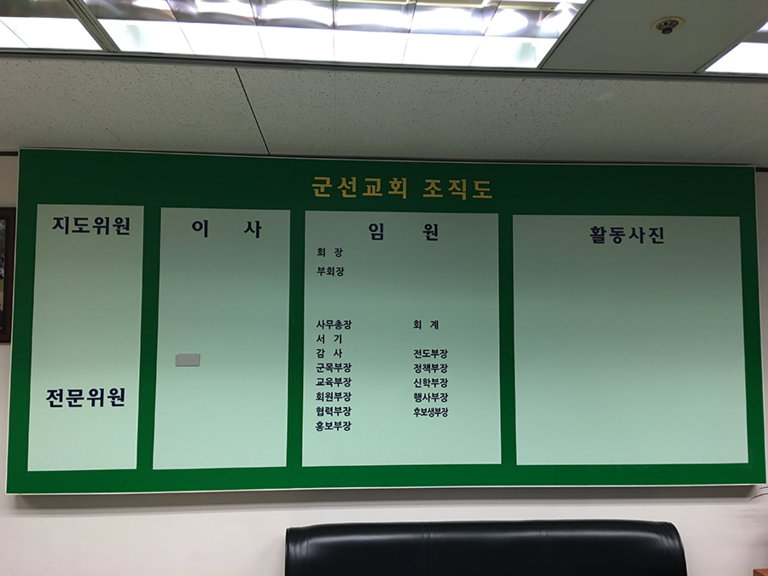 군선교회 조직도
지도위원
전문위원
이 사
임 원
회 장
부회장
사무총장 회 계
서 기
감 사 전도부장
군목부장 정책부장
교육부장 신학부장
회원부장 행사부장
협력부장 후보생부장
홍보부장
활동사진